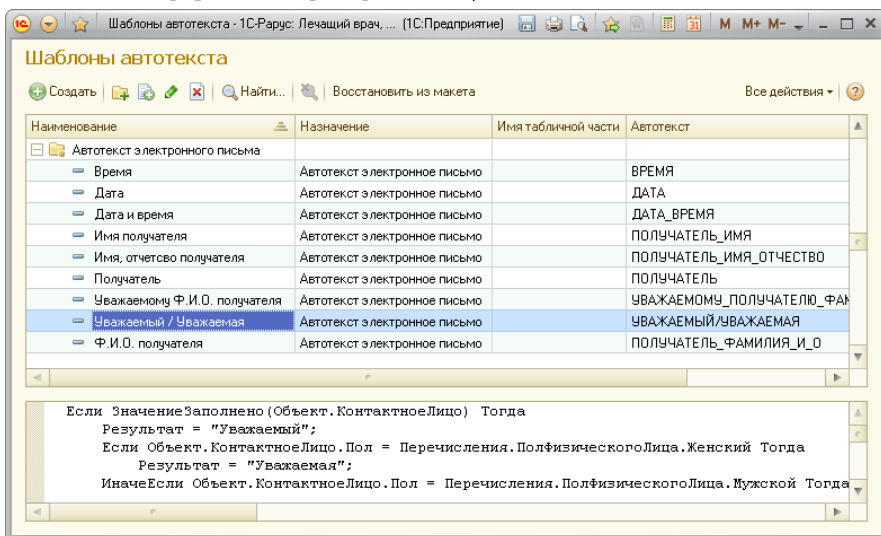 Шаблоны автотекста - 1С-Рарус: Лечащий врач, ... (1С:Предприятие) M M+ M-
Шаблоны автотекста
Создать Найти... Восстановить из макета Все действия
Наименование Назначение Имя табличной части Автотекст
Автотекст электронного письма
Время Автотекст электронное письмо ВРЕМЯ
Дата Автотекст электронное письмо ДАТА
Дата и время Автотекст электронное письмо ДАТА_ВРЕМЯ
Имя получателя Автотекст электронное письмо ПОЛУЧАТЕЛЬ_ИМЯ
Имя, отчетсво получателя Автотекст электронное письмо ПОЛУЧАТЕЛЬ_ИМЯ_ОТЧЕСТВО
Получатель Автотекст электронное письмо ПОЛУЧАТЕЛЬ
Уважаемому Ф.И.О. получателя Автотекст электронное письмо УВАЖАЕМОМУ_ПОЛУЧАТЕЛЮ_ФАМ
Уважаемый / Уважаемая Автотекст электронное письмо УВАЖАЕМЫЙ/УВАЖАЕМАЯ
Ф.И.О. получателя Автотекст электронное письмо ПОЛУЧАТЕЛЬ_ФАМИЛИЯ_И_О
Если ЗначениеЗаполнено(Объект.КонтактноеЛицо) Тогда
Результат = "Уважаемый";
Если Объект.КонтактноеЛицо.Пол = Перечисления.ПолФизическогоЛица.Женский Тогда
Результат = "Уважаемая";
ИначеЕсли Объект.КонтактноеЛицо.Пол = Перечисления.ПолФизическогоЛица.Мужской Тогда